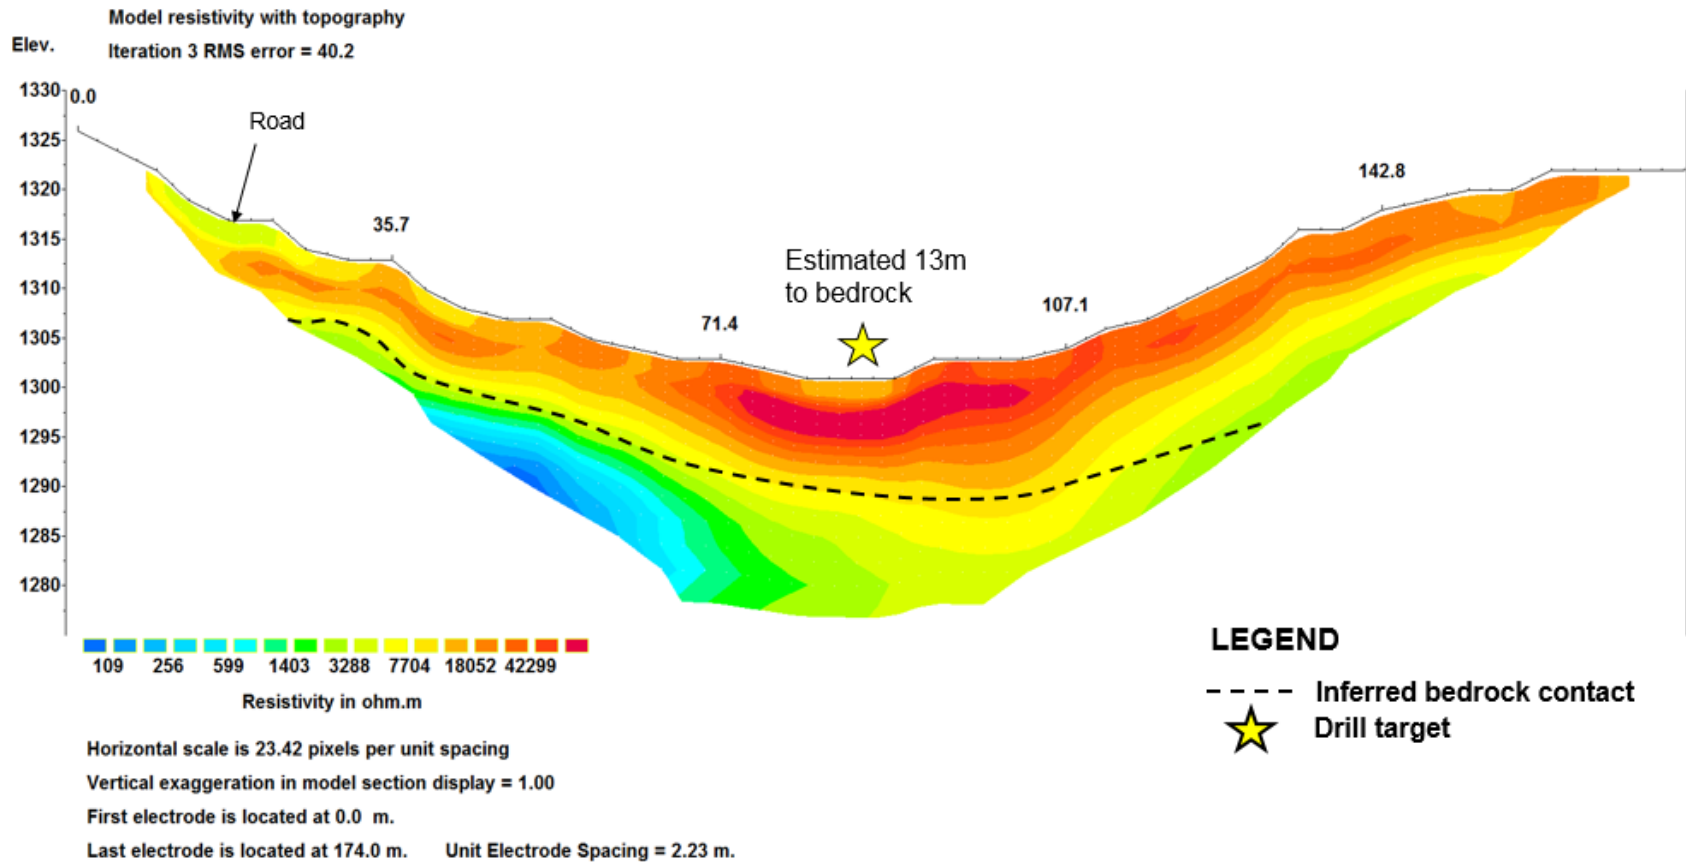 Model resistivity with topography
Elev.
Iteration 3 RMS error = 40.2
1330
0.0
Road
1325
1320
142.8
1315
35.7
Estimated 13m
to bedrock
1310
107.1
1305
71.4
1300
1295
1290
1285
1280
109 256 599 1403 3288 7704 18052 42299
Resistivity in ohm.m
LEGEND
Inferred bedrock contact
Drill target
Horizontal scale is 23.42 pixels per unit spacing
Vertical exaggeration in model section display = 1.00
First electrode is located at 0.0 m.
Last electrode is located at 174.0 m. Unit Electrode Spacing = 2.23 m.